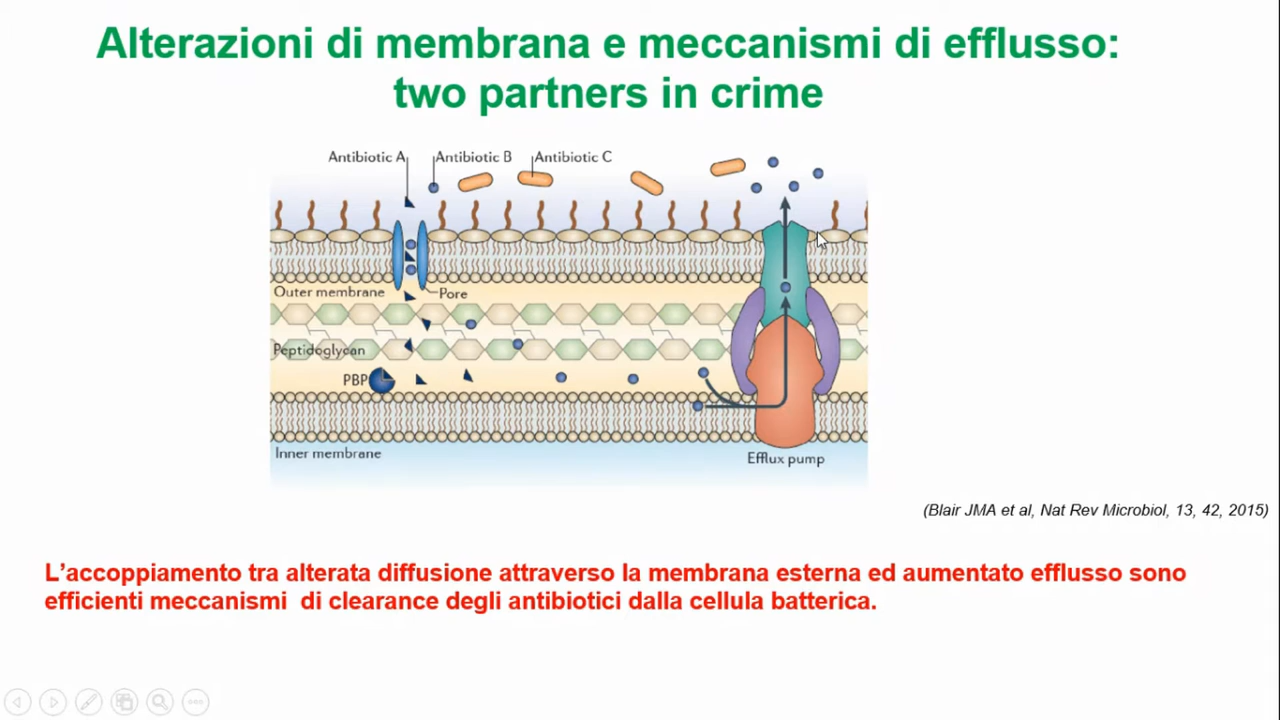 Alterazioni di membrana e meccanismi di efflusso:
two partners in crime
Antibiotic A
Antibiotic B
Antibiotic C
Outer membrane
Pore
Peptidoglycan
PBP
Inner membrane
Efflux pump
(Blair JMA et al, Nat Rev Microbiol, 13, 42, 2015)
L’accoppiamento tra alterata diffusione attraverso la membrana esterna ed aumentato efflusso sono
efficienti meccanismi di clearance degli antibiotici dalla cellula batterica.